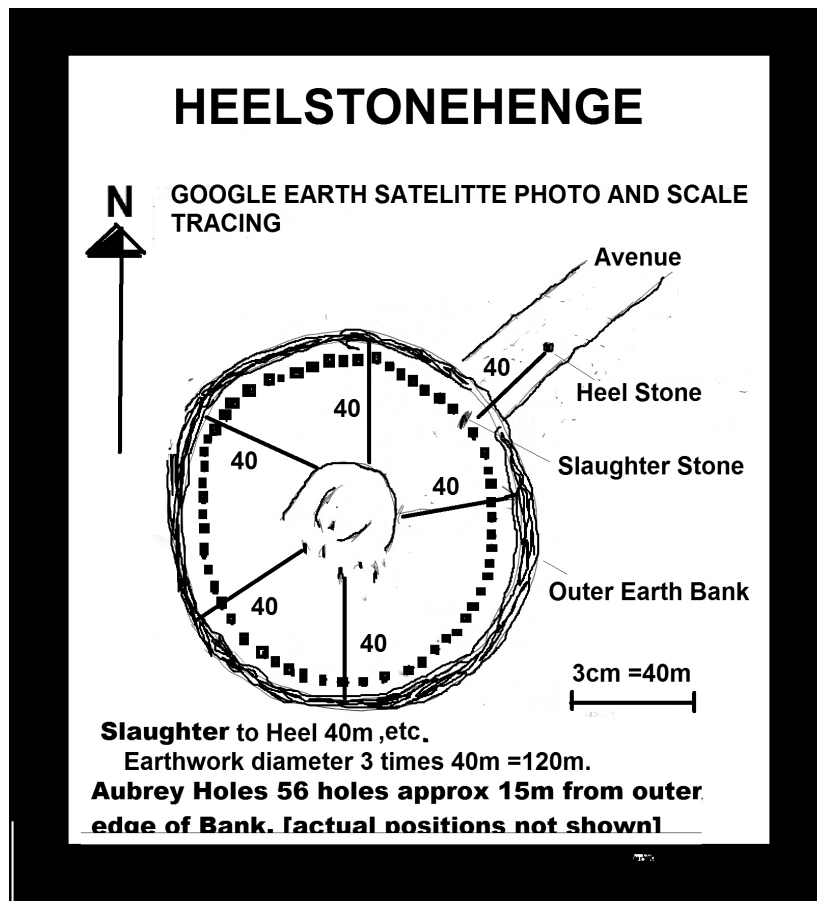 HEELSTONEHENGE
N
GOOGLE EARTH SATELITTE PHOTO AND SCALE
TRACING
Avenue
40
Heel Stone
40
40
Slaughter Stone
40
Outer Earth Bank
40
40
3cm =40m
Slaughter to Heel 40m ,etc.
Earthwork diameter 3 times 40m =120m.
Aubrey Holes 56 holes approx 15m from outer
edge of Bank. [actual positions not shown]